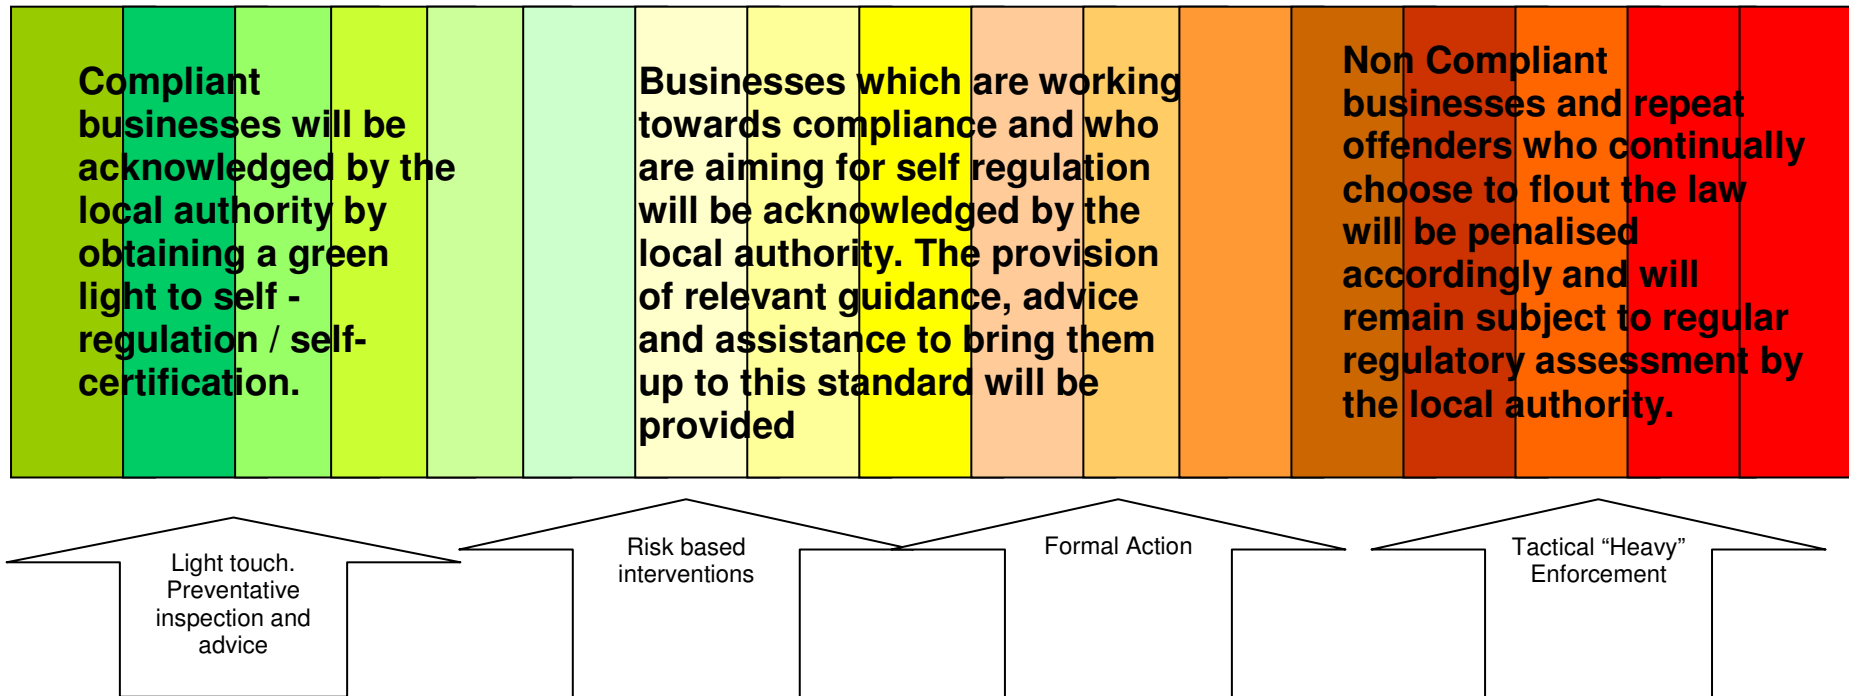 Compliant
businesses will be
acknowledged by the
local authority by
obtaining a green
light to self -
regulation / self-
certification.
Businesses which are working
towards compliance and who
are aiming for self regulation
will be acknowledged by the
local authority. The provision
of relevant guidance, advice
and assistance to bring them
up to this standard will be
provided
Non Compliant
businesses and repeat
offenders who continually
choose to flout the law
will be penalised
accordingly and will
remain subject to regular
regulatory assessment by
the local authority.
Light touch.
Preventative
inspection and
advice
Risk based
interventions
Formal Action
Tactical “Heavy”
Enforcement